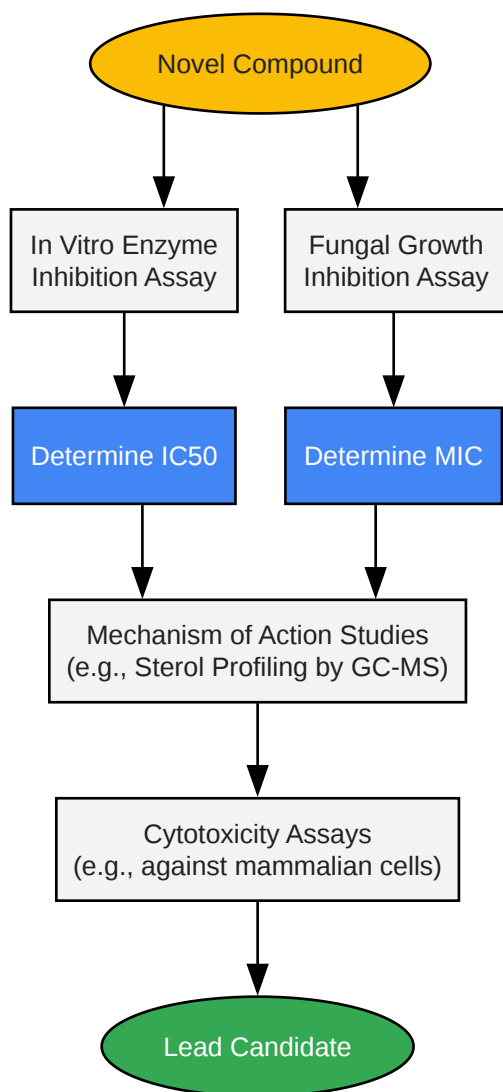 Novel Compound
In Vitro Enzyme
Inhibition Assay
Fungal Growth
Inhibition Assay
Determine IC50
Determine MIC
Mechanism of Action Studies
(e.g., Sterol Profiling by GC-MS)
Cytotoxicity Assays
(e.g., against mammalian cells)
Lead Candidate